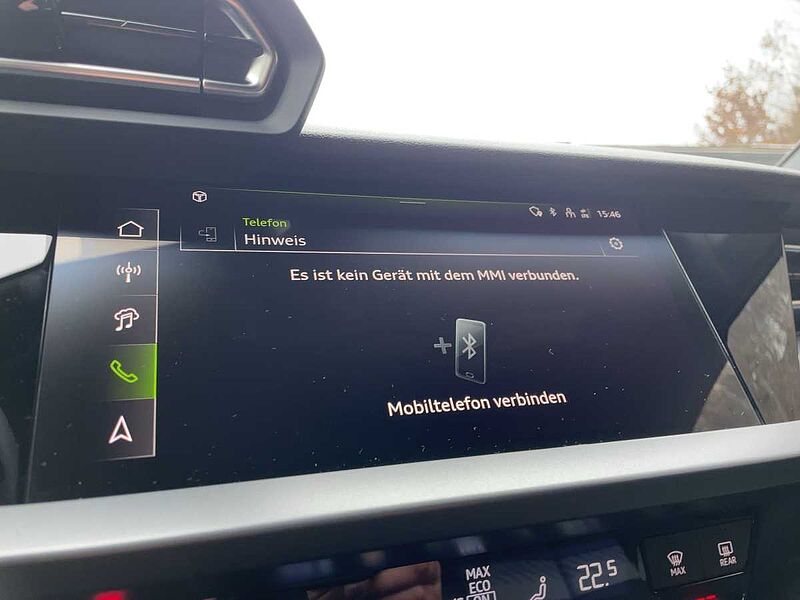 15:46
Telefon
Hinweis
Es ist kein Gerät mit dem MMI verbunden.
Mobiltelefon verbinden
MAX
ECO
ON
22.5
MAX
REAR